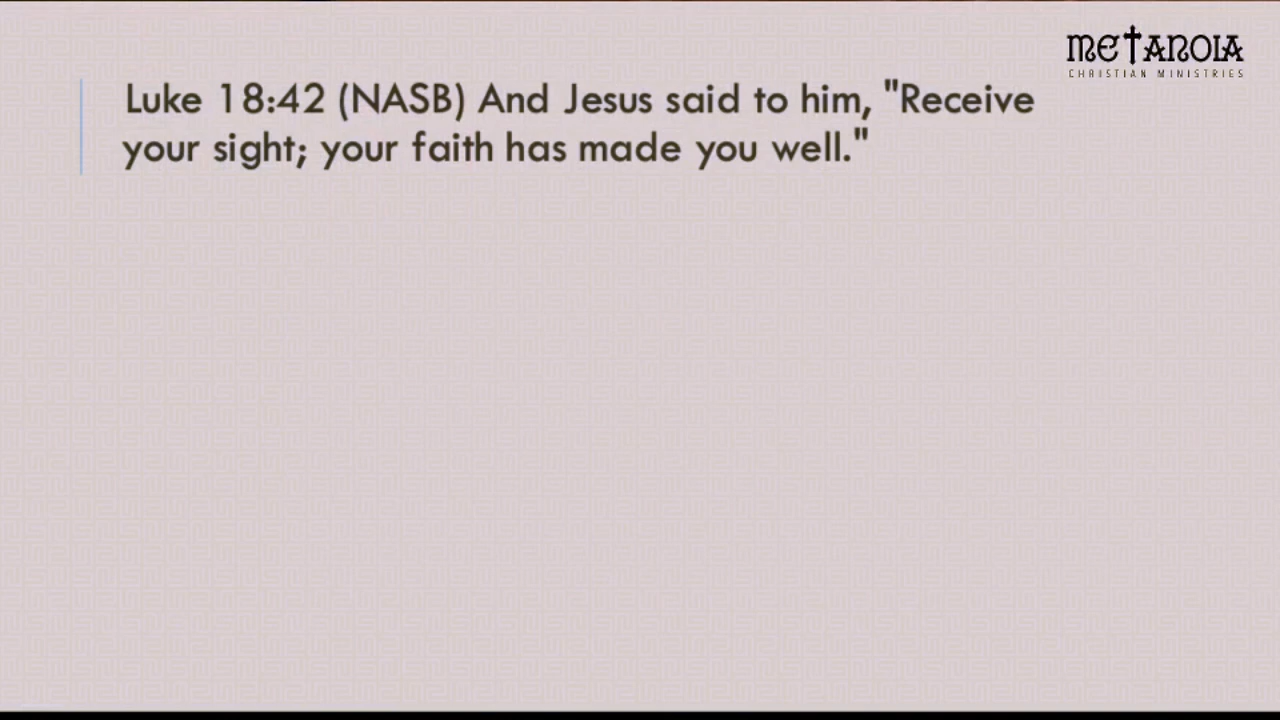 METANOIA
CHRISTIAN MINISTRIES
Luke 18:42 (NASB) And Jesus said to him, "Receive
your sight; your faith has made you well."